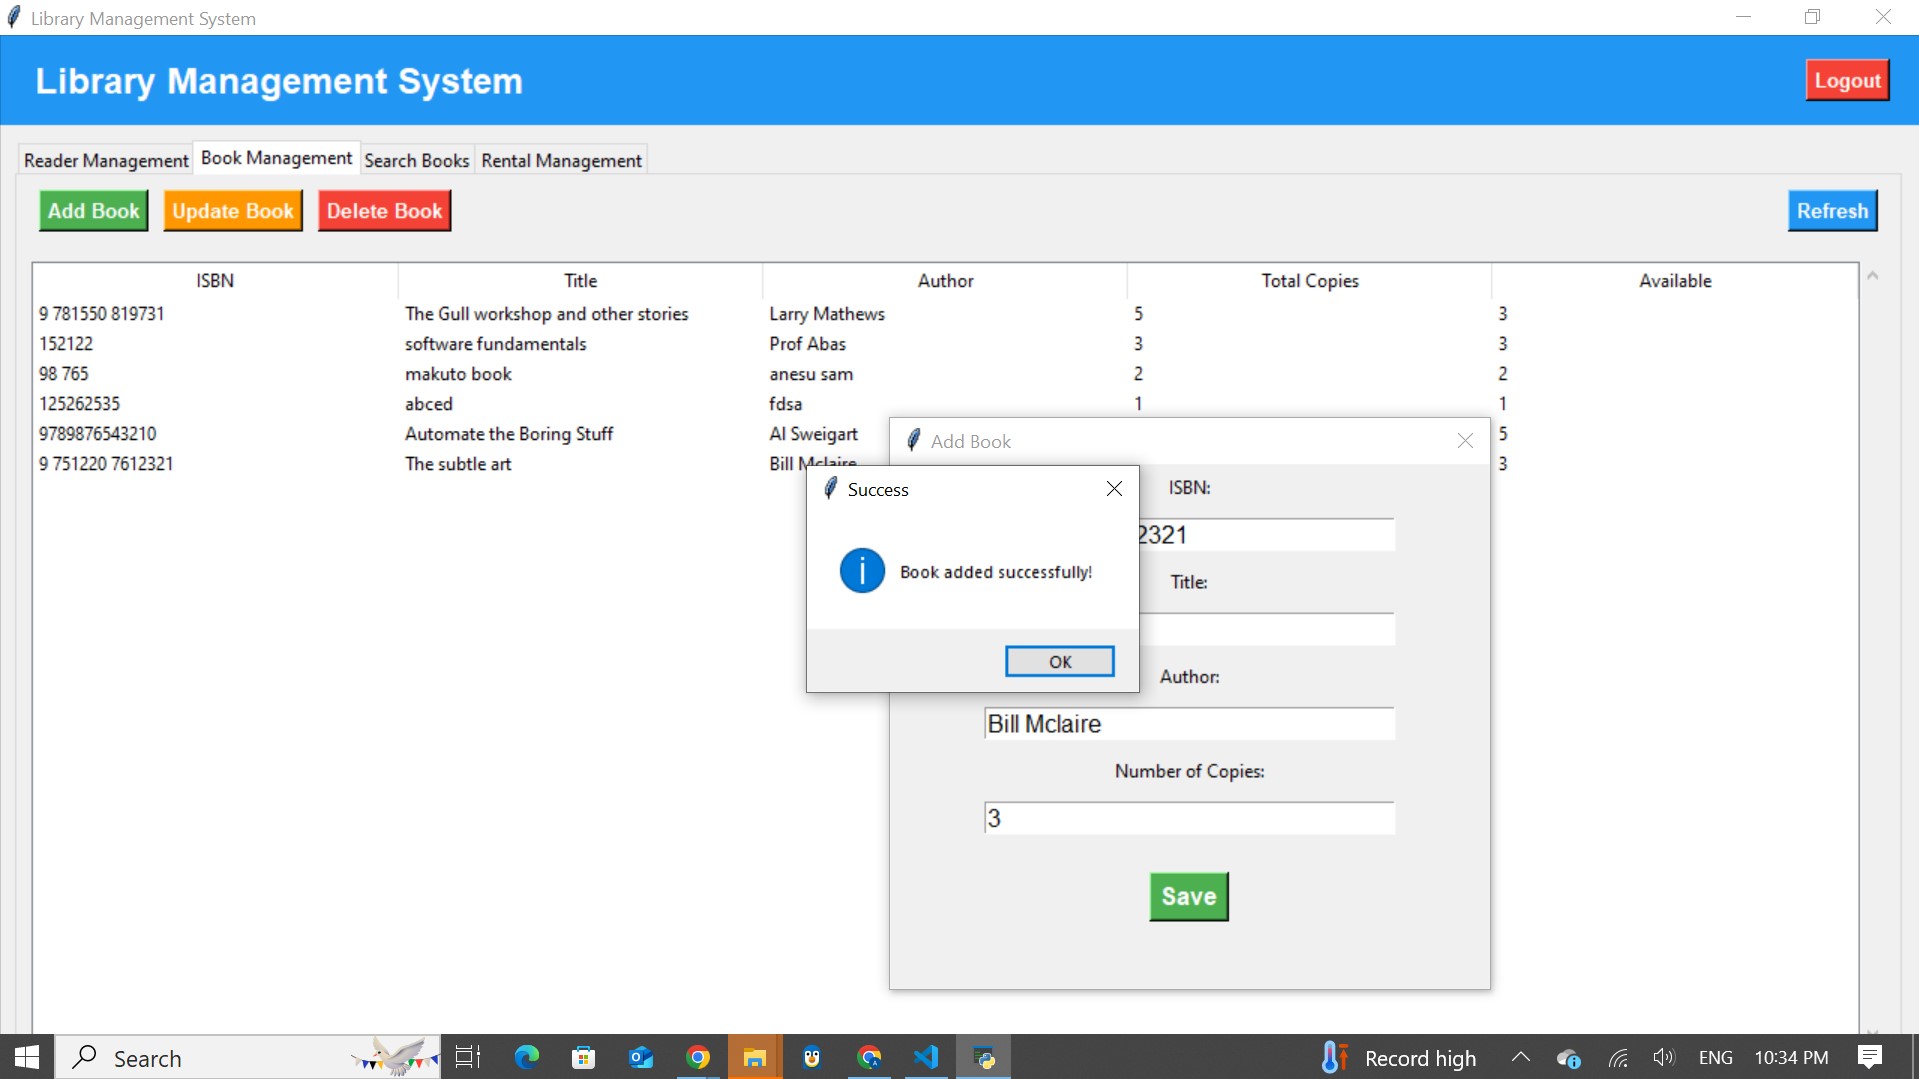 Library Management System
Library Management System
Logout
Reader Management Book Management Search Books Rental Management
Add Book Update Book Delete Book Refresh
ISBN Title Author Total Copies Available
9 781550 819731 The Gull workshop and other stories Larry Mathews 5 3
152122 software fundamentals Prof Abas 3 3
98 765 makuto book anesu sam 2 2
125262535 abced fdsa 1 1
9789876543210 Automate the Boring Stuff Al Sweigart 5
9 751220 7612321 The subtle art Bill Mclaire 3
Add Book
ISBN:
2321
Title:
Author:
Bill Mclaire
Number of Copies:
3
Save
Success
Book added successfully!
OK
Search
Record high ENG 10:34 PM